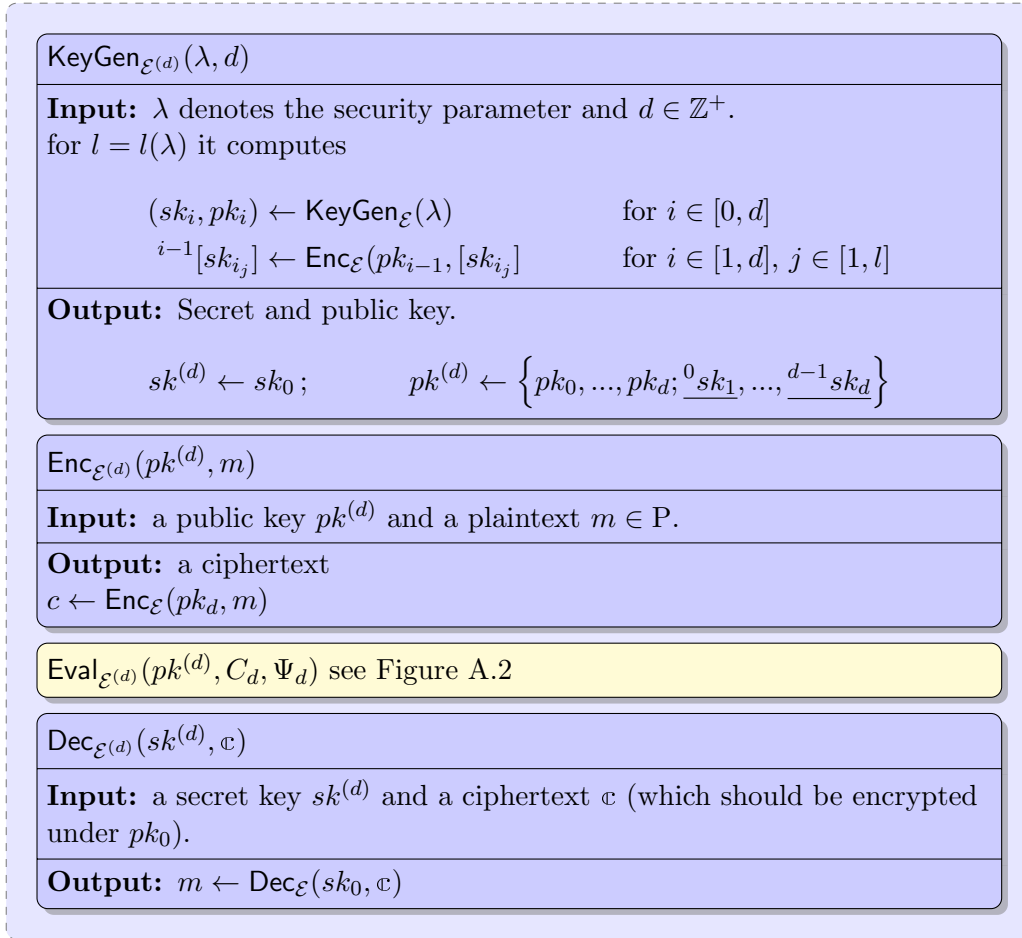 KeyGen_{ℰ^{(d)}}(λ, d)
Input: λ denotes the security parameter and d ∈ ℤ⁺.
for l = l(λ) it computes
(sk_i, pk_i) ← KeyGen_ℰ(λ) for i ∈ [0, d]
^{i−1}[sk_{i_j}] ← Enc_ℰ(pk_{i−1}, [sk_{i_j}] for i ∈ [1, d], j ∈ [1, l]
Output: Secret and public key.
sk^{(d)} ← sk_0 ; pk^{(d)} ← {pk_0, ..., pk_d; ^0sk_1, ..., ^{d−1}sk_d}
Enc_{ℰ^{(d)}}(pk^{(d)}, m)
Input: a public key pk^{(d)} and a plaintext m ∈ P.
Output: a ciphertext
c ← Enc_ℰ(pk_d, m)
Eval_{ℰ^{(d)}}(pk^{(d)}, C_d, Ψ_d) see Figure A.2
Dec_{ℰ^{(d)}}(sk^{(d)}, 𝕔)
Input: a secret key sk^{(d)} and a ciphertext 𝕔 (which should be encrypted
under pk_0).
Output: m ← Dec_ℰ(sk_0, 𝕔)